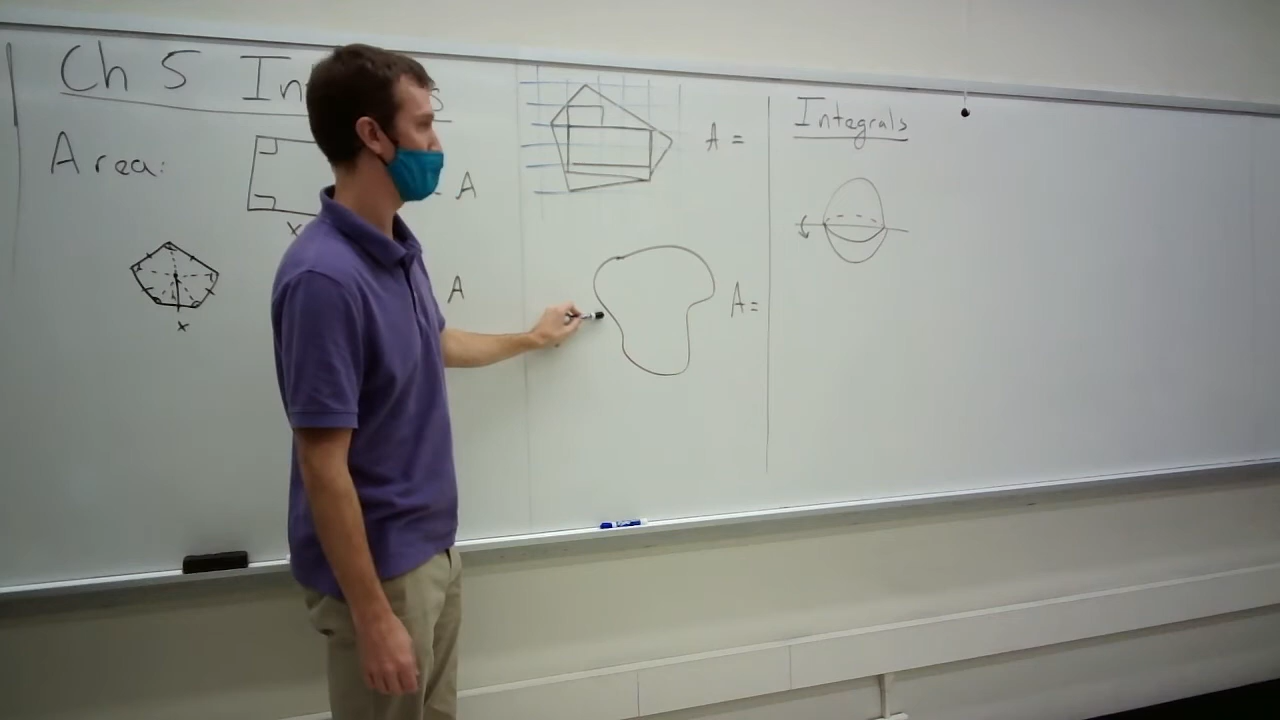 Ch 5 In s
Area:
A
x
x
A
A =
A =
Integrals